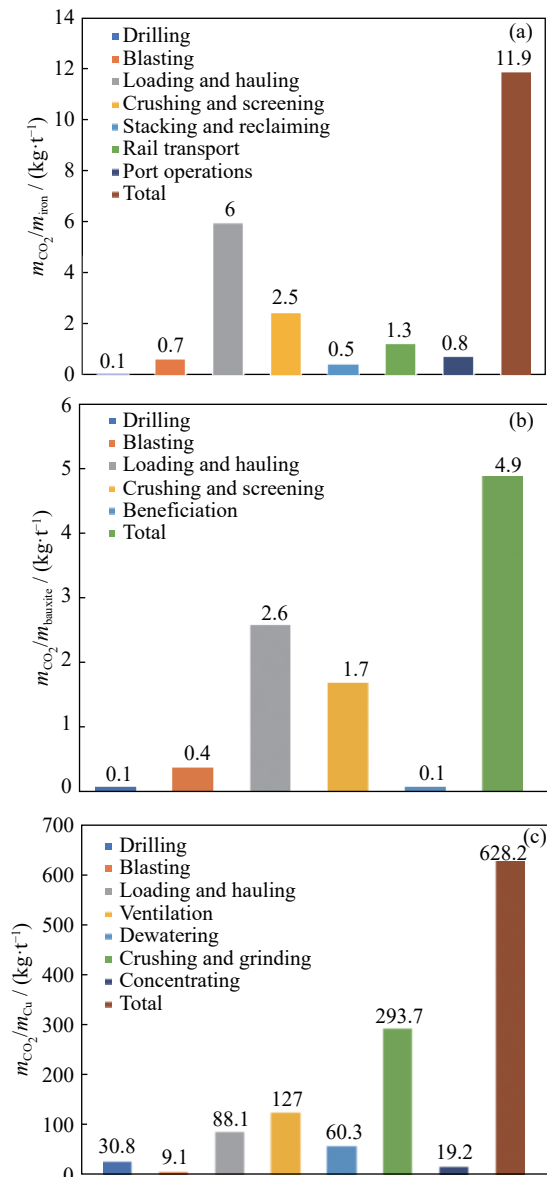 (a)
Drilling
Blasting
Loading and hauling
Crushing and screening
Stacking and reclaiming
Rail transport
Port operations
Total
14
12
10
8
6
4
2
0
m_CO2/m_iron / (kg·t⁻¹)
0.1
0.7
6
2.5
0.5
1.3
0.8
11.9
(b)
Drilling
Blasting
Loading and hauling
Crushing and screening
Beneficiation
Total
6
5
4
3
2
1
0
m_CO2/m_bauxite / (kg·t⁻¹)
0.1
0.4
2.6
1.7
0.1
4.9
(c)
Drilling
Blasting
Loading and hauling
Ventilation
Dewatering
Crushing and grinding
Concentrating
Total
700
600
500
400
300
200
100
0
m_CO2/m_Cu / (kg·t⁻¹)
30.8
9.1
88.1
127
60.3
293.7
19.2
628.2